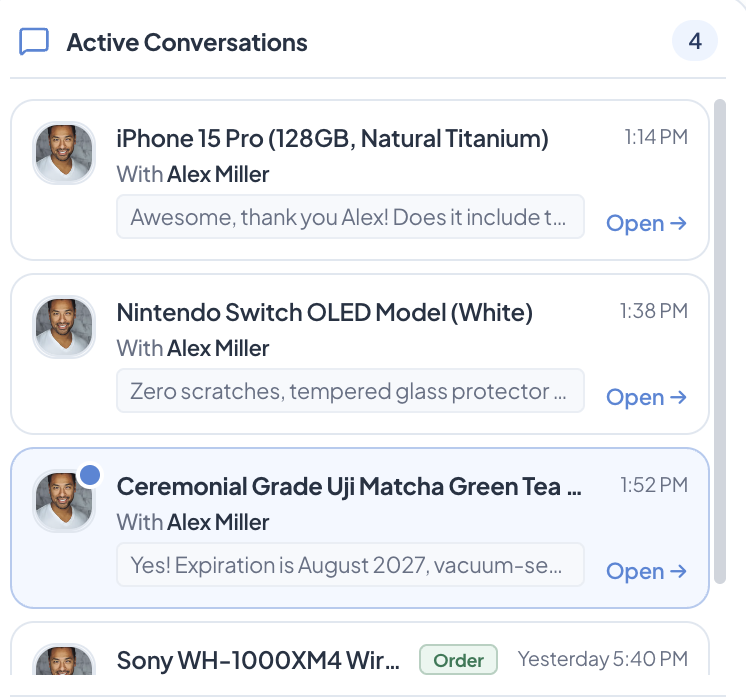 Active Conversations 4
iPhone 15 Pro (128GB, Natural Titanium) 1:14 PM
With Alex Miller
Awesome, thank you Alex! Does it include t... Open →
Nintendo Switch OLED Model (White) 1:38 PM
With Alex Miller
Zero scratches, tempered glass protector ... Open →
Ceremonial Grade Uji Matcha Green Tea ... 1:52 PM
With Alex Miller
Yes! Expiration is August 2027, vacuum-se... Open →
Sony WH-1000XM4 Wir... Order Yesterday 5:40 PM